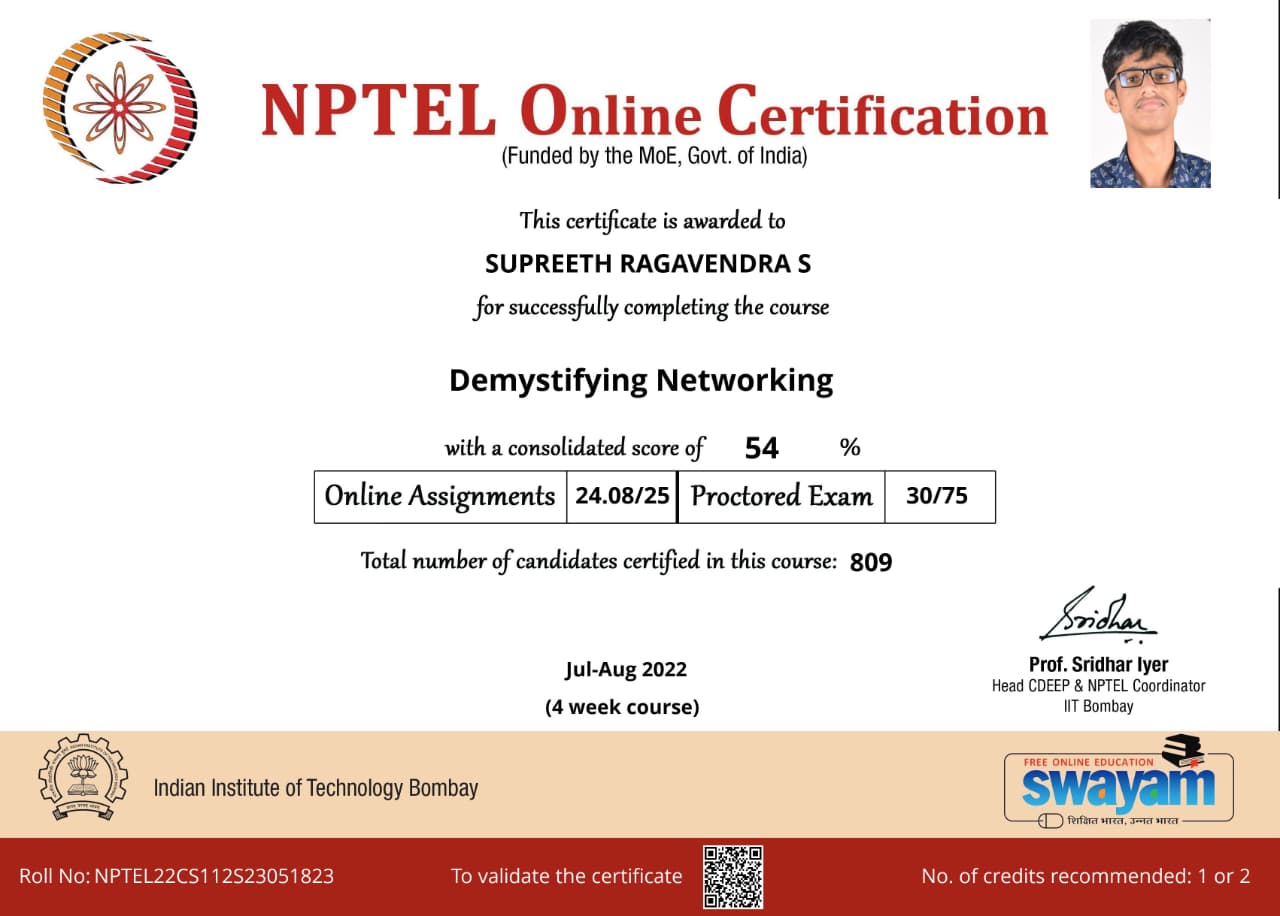 NPTEL Online Certification
(Funded by the MoE, Govt. of India)
This certificate is awarded to
SUPREETH RAGAVENDRA S
for successfully completing the course
Demystifying Networking
with a consolidated score of 54 %
Online Assignments 24.08/25 Proctored Exam 30/75
Total number of candidates certified in this course: 809
Sridhar
Jul-Aug 2022
(4 week course)
Prof. Sridhar Iyer
Head CDEEP & NPTEL Coordinator
IIT Bombay
Indian Institute of Technology Bombay
FREE ONLINE EDUCATION
swayam
शिक्षित भारत, उन्नत भारत
Roll No: NPTEL22CS112S23051823
To validate the certificate
No. of credits recommended: 1 or 2